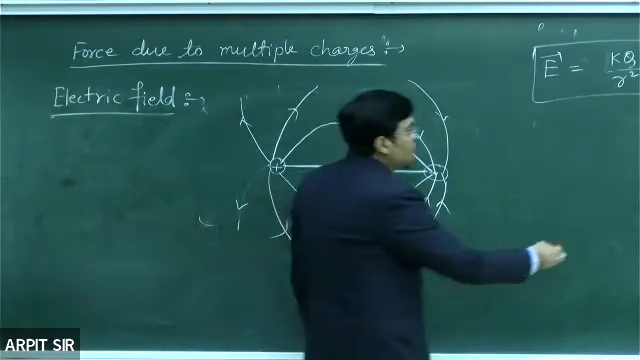 Force due to multiple charges:→
Electric field:→
E⃗ = KQ
r²
+
ARPIT SIR